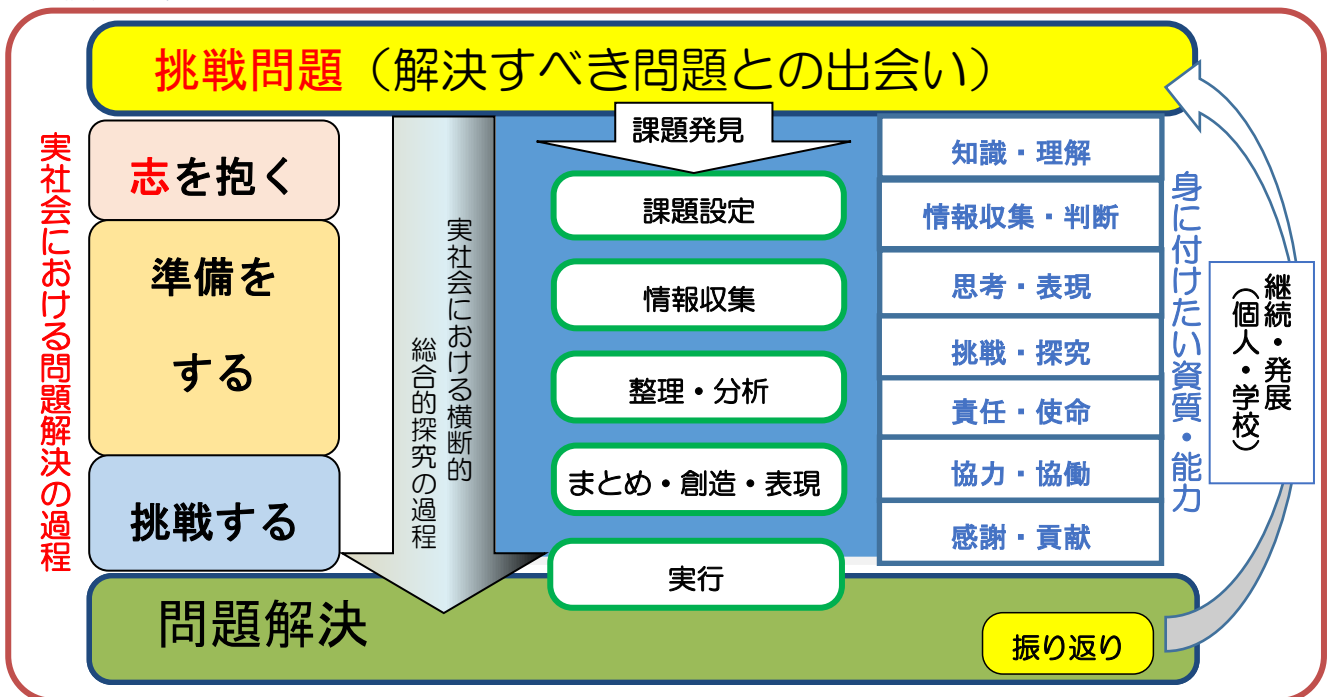 挑戦問題（解決すべき問題との出会い）
実社会における問題解決の過程
志を抱く
準備を
する
挑戦する
実社会における横断的
総合的探究の過程
課題発見
課題設定
情報収集
整理・分析
まとめ・創造・表現
実行
知識・理解
情報収集・判断
思考・表現
挑戦・探究
責任・使命
協力・協働
感謝・貢献
身に付けたい資質・能力
継続・発展
（個人・学校）
問題解決
振り返り